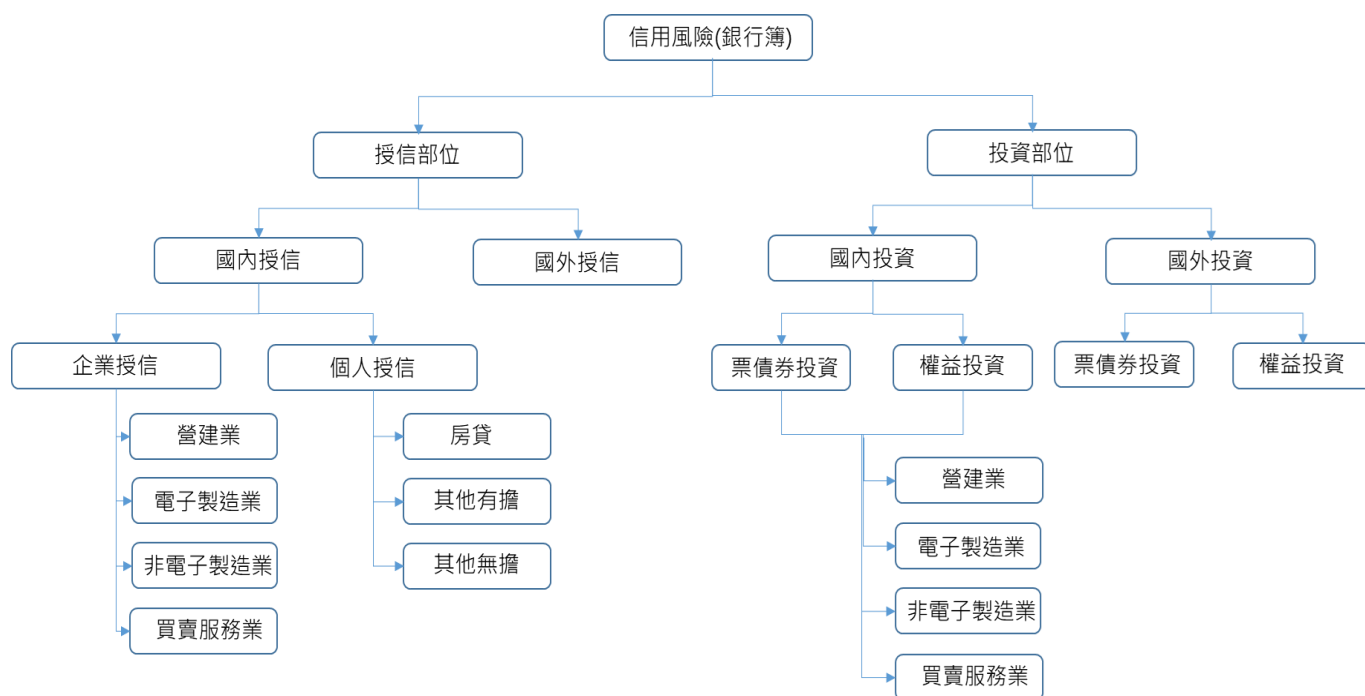 信用風險(銀行簿)
授信部位
投資部位
國內授信
國外授信
國內投資
國外投資
企業授信
個人授信
票債券投資
權益投資
票債券投資
權益投資
營建業
電子製造業
非電子製造業
買賣服務業
房貸
其他有擔
其他無擔
營建業
電子製造業
非電子製造業
買賣服務業